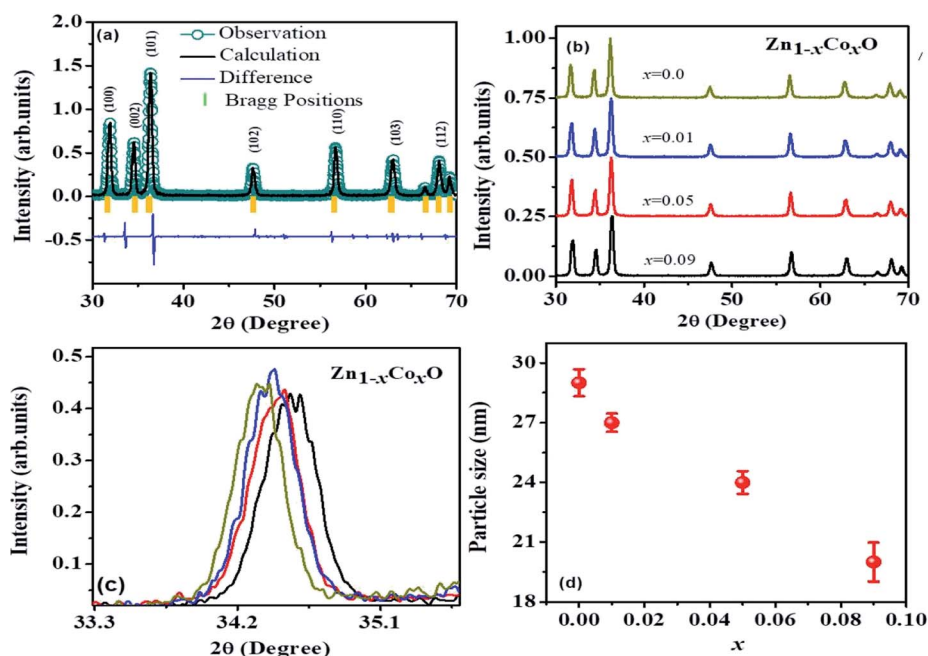 (a)
Observation
Calculation
Difference
Bragg Positions
(100)
(002)
(101)
(102)
(110)
(103)
(112)
2.0
1.5
1.0
0.5
0.0
-0.5
Intensity (arb.units)
30 40 50 60 70
2θ (Degree)
(b)
Zn1-xCoxO
x=0.0
x=0.01
x=0.05
x=0.09
1.00
0.75
0.50
0.25
0.00
Intensity (arb.units)
30 40 50 60 70
2θ (Degree)
/
Zn1-xCoxO
0.5
0.4
0.3
0.2
0.1
Intensity (arb.units)
(c)
33.3 34.2 35.1
2θ (Degree)
30
27
24
21
18
Particle size (nm)
(d)
0.00 0.02 0.04 0.06 0.08 0.10
x